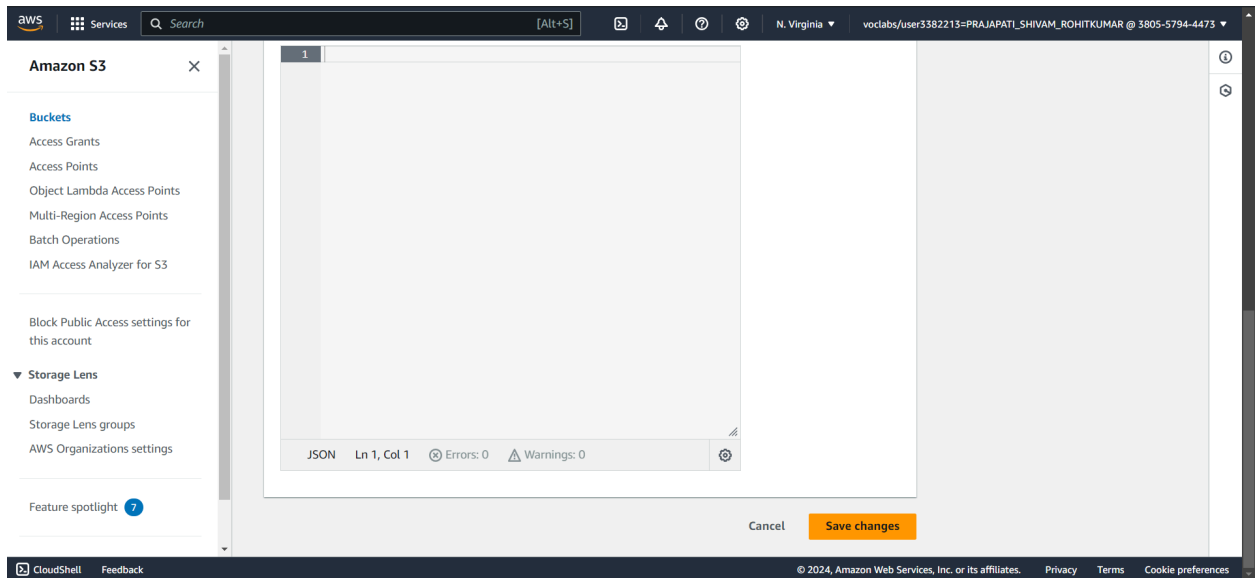 aws Services Search [Alt+S] N. Virginia ▼ voclabs/user3382213=PRAJAPATI_SHIVAM_ROHITKUMAR @ 3805-5794-4473 ▼
Amazon S3
Buckets
Access Grants
Access Points
Object Lambda Access Points
Multi-Region Access Points
Batch Operations
IAM Access Analyzer for S3
Block Public Access settings for
this account
▼ Storage Lens
Dashboards
Storage Lens groups
AWS Organizations settings
Feature spotlight 7
1
JSON Ln 1, Col 1 Errors: 0 Warnings: 0
Cancel Save changes
CloudShell Feedback © 2024, Amazon Web Services, Inc. or its affiliates. Privacy Terms Cookie preferences